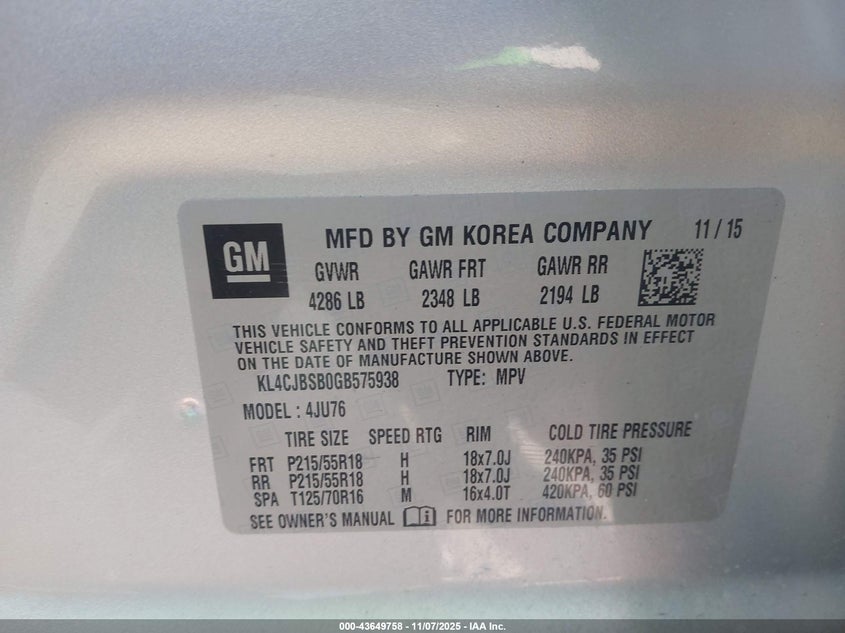 GM
MFD BY GM KOREA COMPANY 11 / 15
GVWR GAWR FRT GAWR RR
4286 LB 2348 LB 2194 LB
THIS VEHICLE CONFORMS TO ALL APPLICABLE U.S. FEDERAL MOTOR
VEHICLE SAFETY AND THEFT PREVENTION STANDARDS IN EFFECT
ON THE DATE OF MANUFACTURE SHOWN ABOVE.
KL4CJBSB0GB575938 TYPE: MPV
MODEL : 4JU76
TIRE SIZE SPEED RTG RIM COLD TIRE PRESSURE
FRT P215/55R18 H 18x7.0J 240KPA, 35 PSI
RR P215/55R18 H 18x7.0J 240KPA, 35 PSI
SPA T125/70R16 M 16x4.0T 420KPA, 60 PSI
SEE OWNER'S MANUAL FOR MORE INFORMATION.
000-43649758 - 11/07/2025 - IAA Inc.